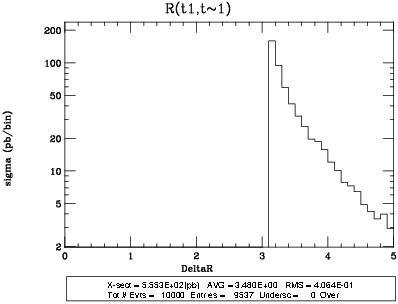 R(t1,t~1)
200
100
50
20
10
5
2
sigma (pb/bin)
0 1 2 3 4 5
DeltaR
X-sect = 5.553E+02(pb) AVG = 3.480E+00 RMS = 4.064E-01
Tot # Evts = 10000 Entries = 9537 Undersc = 0 Over